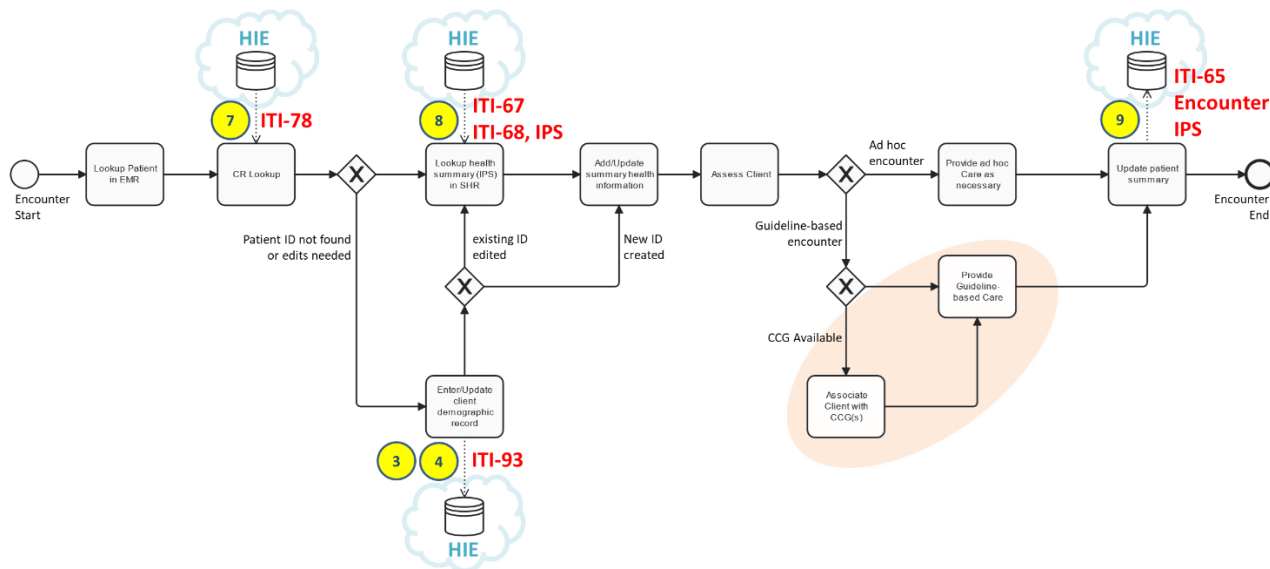 HIE
7
ITI-78
HIE
8
ITI-67
ITI-68, IPS
HIE
9
ITI-65
Encounter
IPS
Encounter
Start
Lookup Patient
in EMR
CR Lookup
X
Patient ID not found
or edits needed
Lookup health
summary (IPS)
in SHR
existing ID
edited
X
New ID
created
Add/Update
summary health
information
Assess Client
X
Ad hoc
encounter
Provide ad hoc
Care as
necessary
Update patient
summary
Encounter
End
Guideline-based
encounter
X
Provide
Guideline-
based Care
CCG Available
Associate
Client with
CCG(s)
Enter/Update
client
demographic
record
3
4
ITI-93
HIE